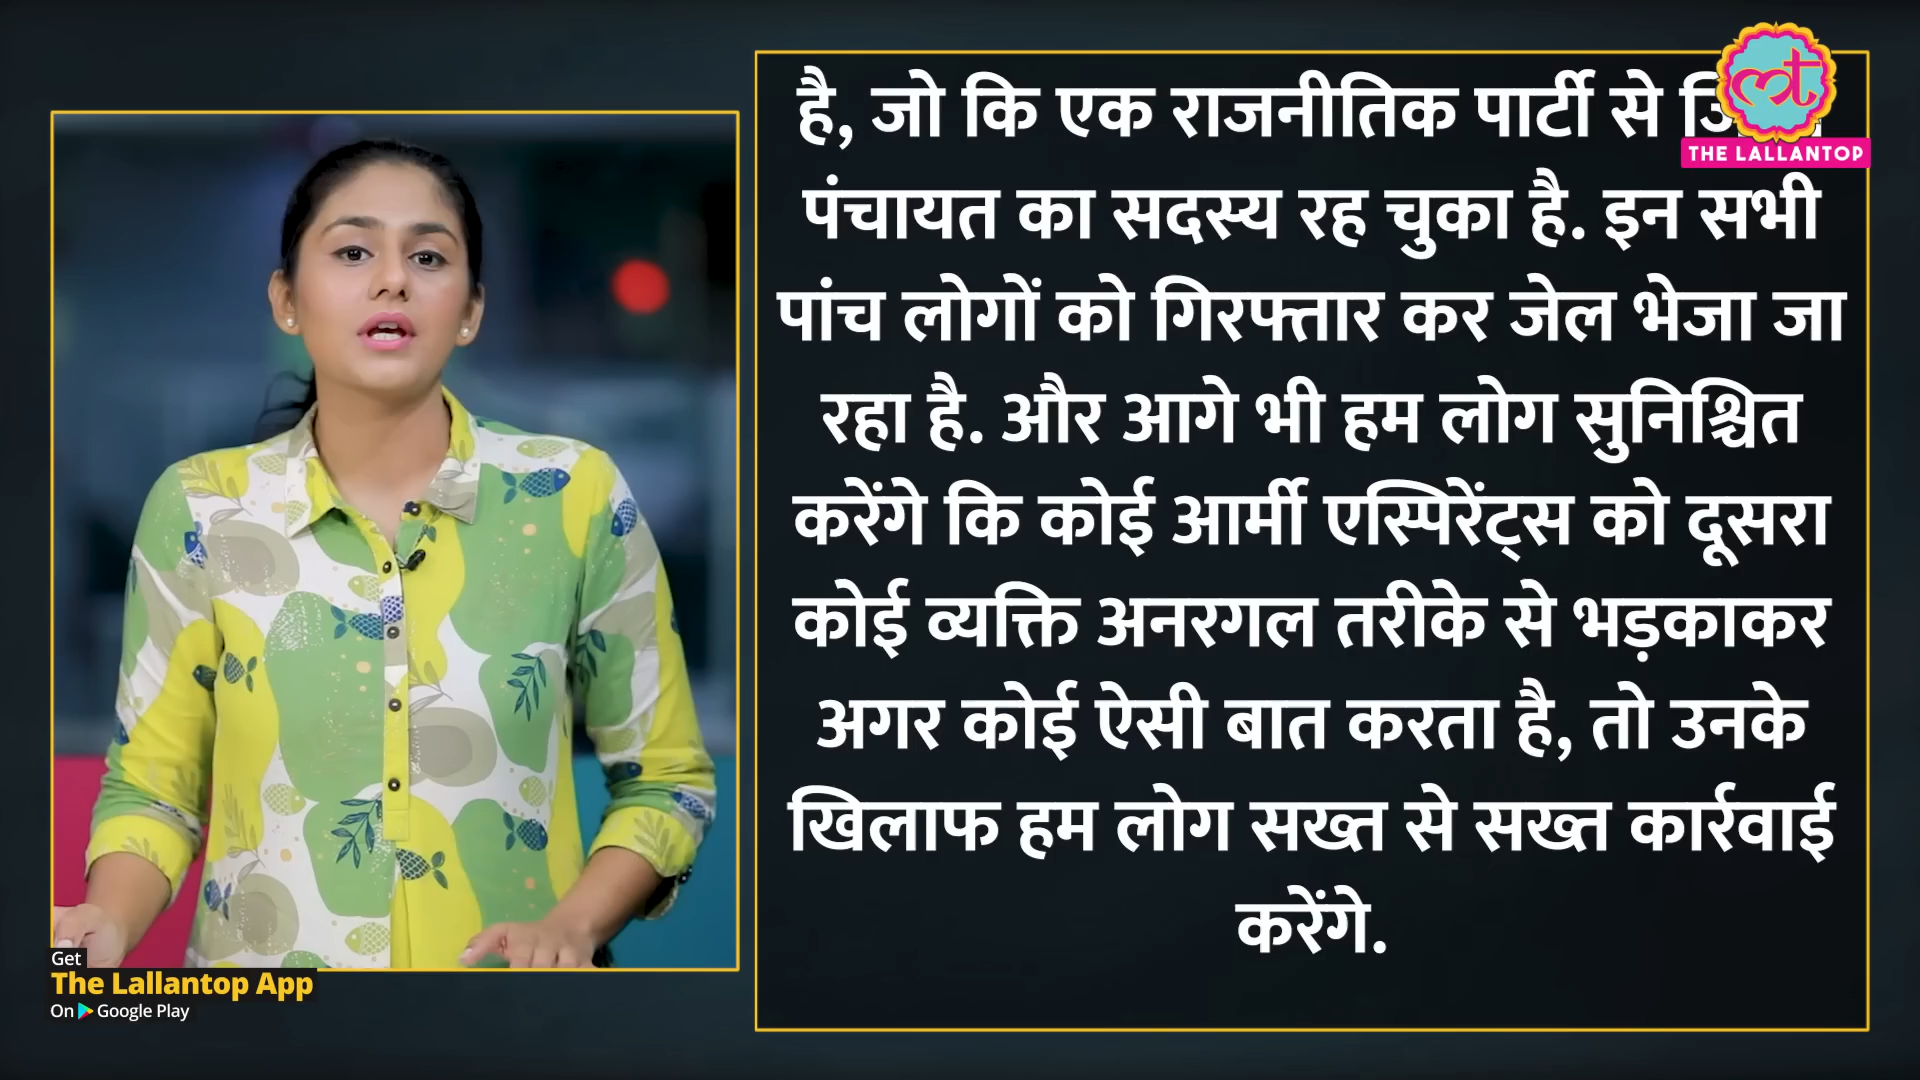 है, जो कि एक राजनीतिक पार्टी से
पंचायत का सदस्य रह चुका है. इन सभी
पांच लोगों को गिरफ्तार कर जेल भेजा जा
रहा है. और आगे भी हम लोग सुनिश्चित
करेंगे कि कोई आर्मी एस्पिरेंट्स को दूसरा
कोई व्यक्ति अनरगल तरीके से भड़काकर
अगर कोई ऐसी बात करता है, तो उनके
खिलाफ हम लोग सख्त से सख्त कार्रवाई
करेंगे.
THE LALLANTOP
Get
The Lallantop App
On Google Play